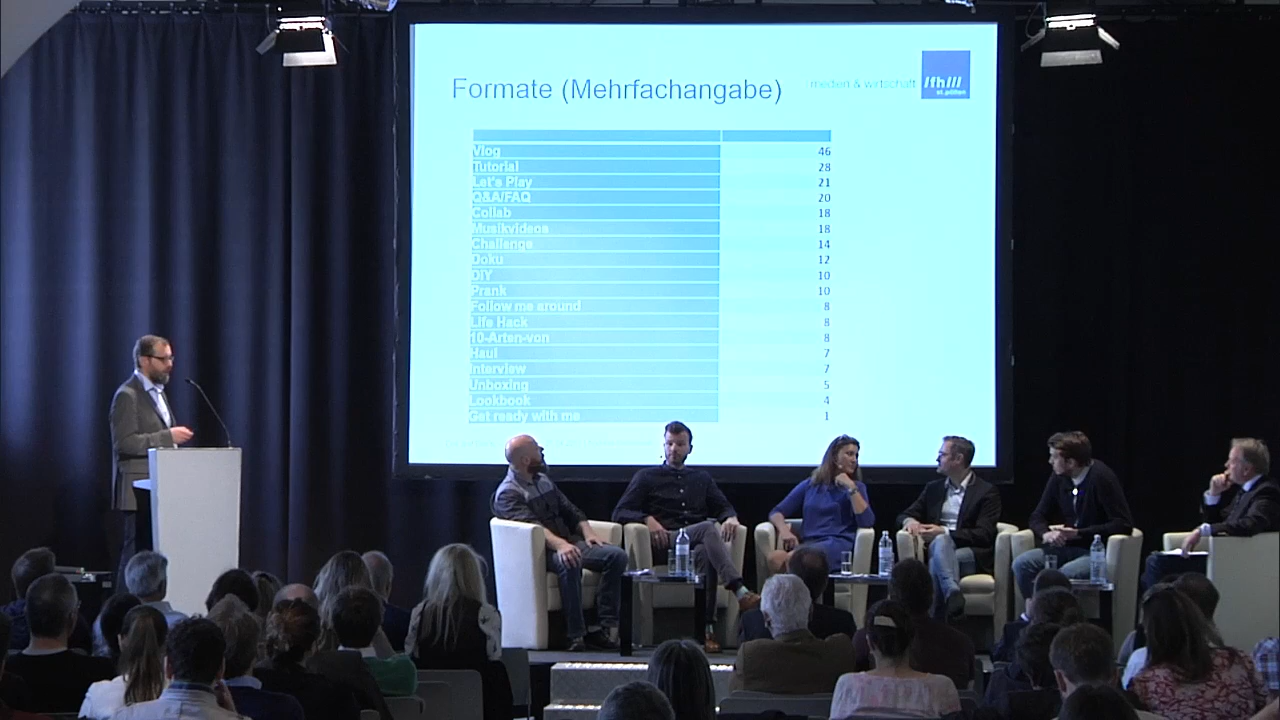 Formate (Mehrfachangabe)
medien & wirtschaft
/fh///
st.pölten
Vlog 46
Tutorial 28
Let's Play 21
Q&A/FAQ 20
Collab 18
Musikvideos 18
Challenge 14
Doku 12
DIY 10
Prank 10
Follow me around 8
Life Hack 8
10-Arten-von 8
Haul 7
Interview 7
Unboxing 5
Lookbook 4
Get ready with me 1